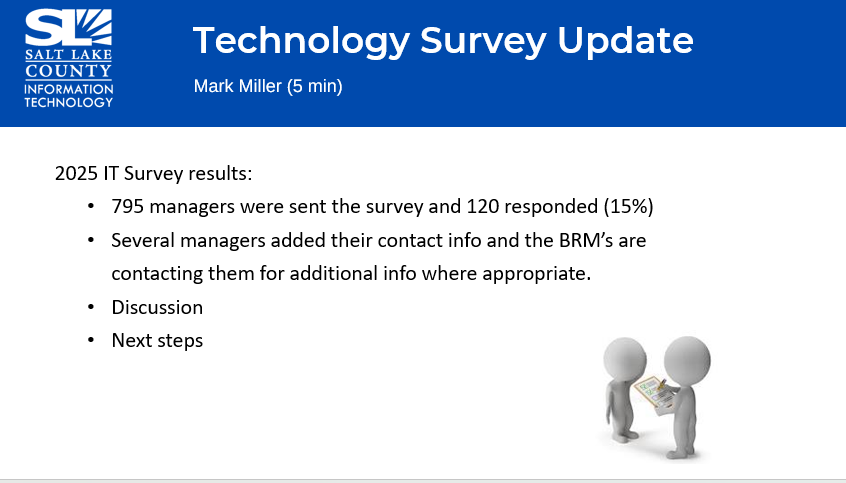 SL
SALT LAKE
COUNTY
INFORMATION
TECHNOLOGY
Technology Survey Update
Mark Miller (5 min)
2025 IT Survey results:
• 795 managers were sent the survey and 120 responded (15%)
• Several managers added their contact info and the BRM’s are
contacting them for additional info where appropriate.
• Discussion
• Next steps